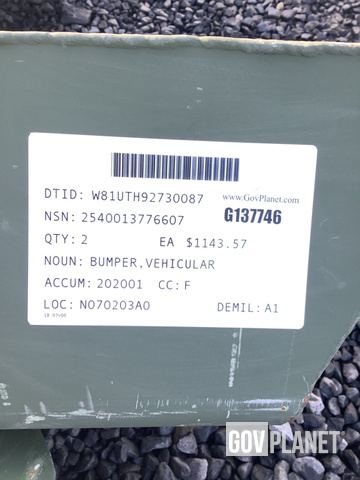 DTID: W81UTH92730087
www.GovPlanet.com
NSN: 2540013776607
G137746
QTY: 2 EA $1143.57
NOUN: BUMPER,VEHICULAR
ACCUM: 202001 CC: F
LOC: N070203A0 DEMIL: A1
GOVPLANET